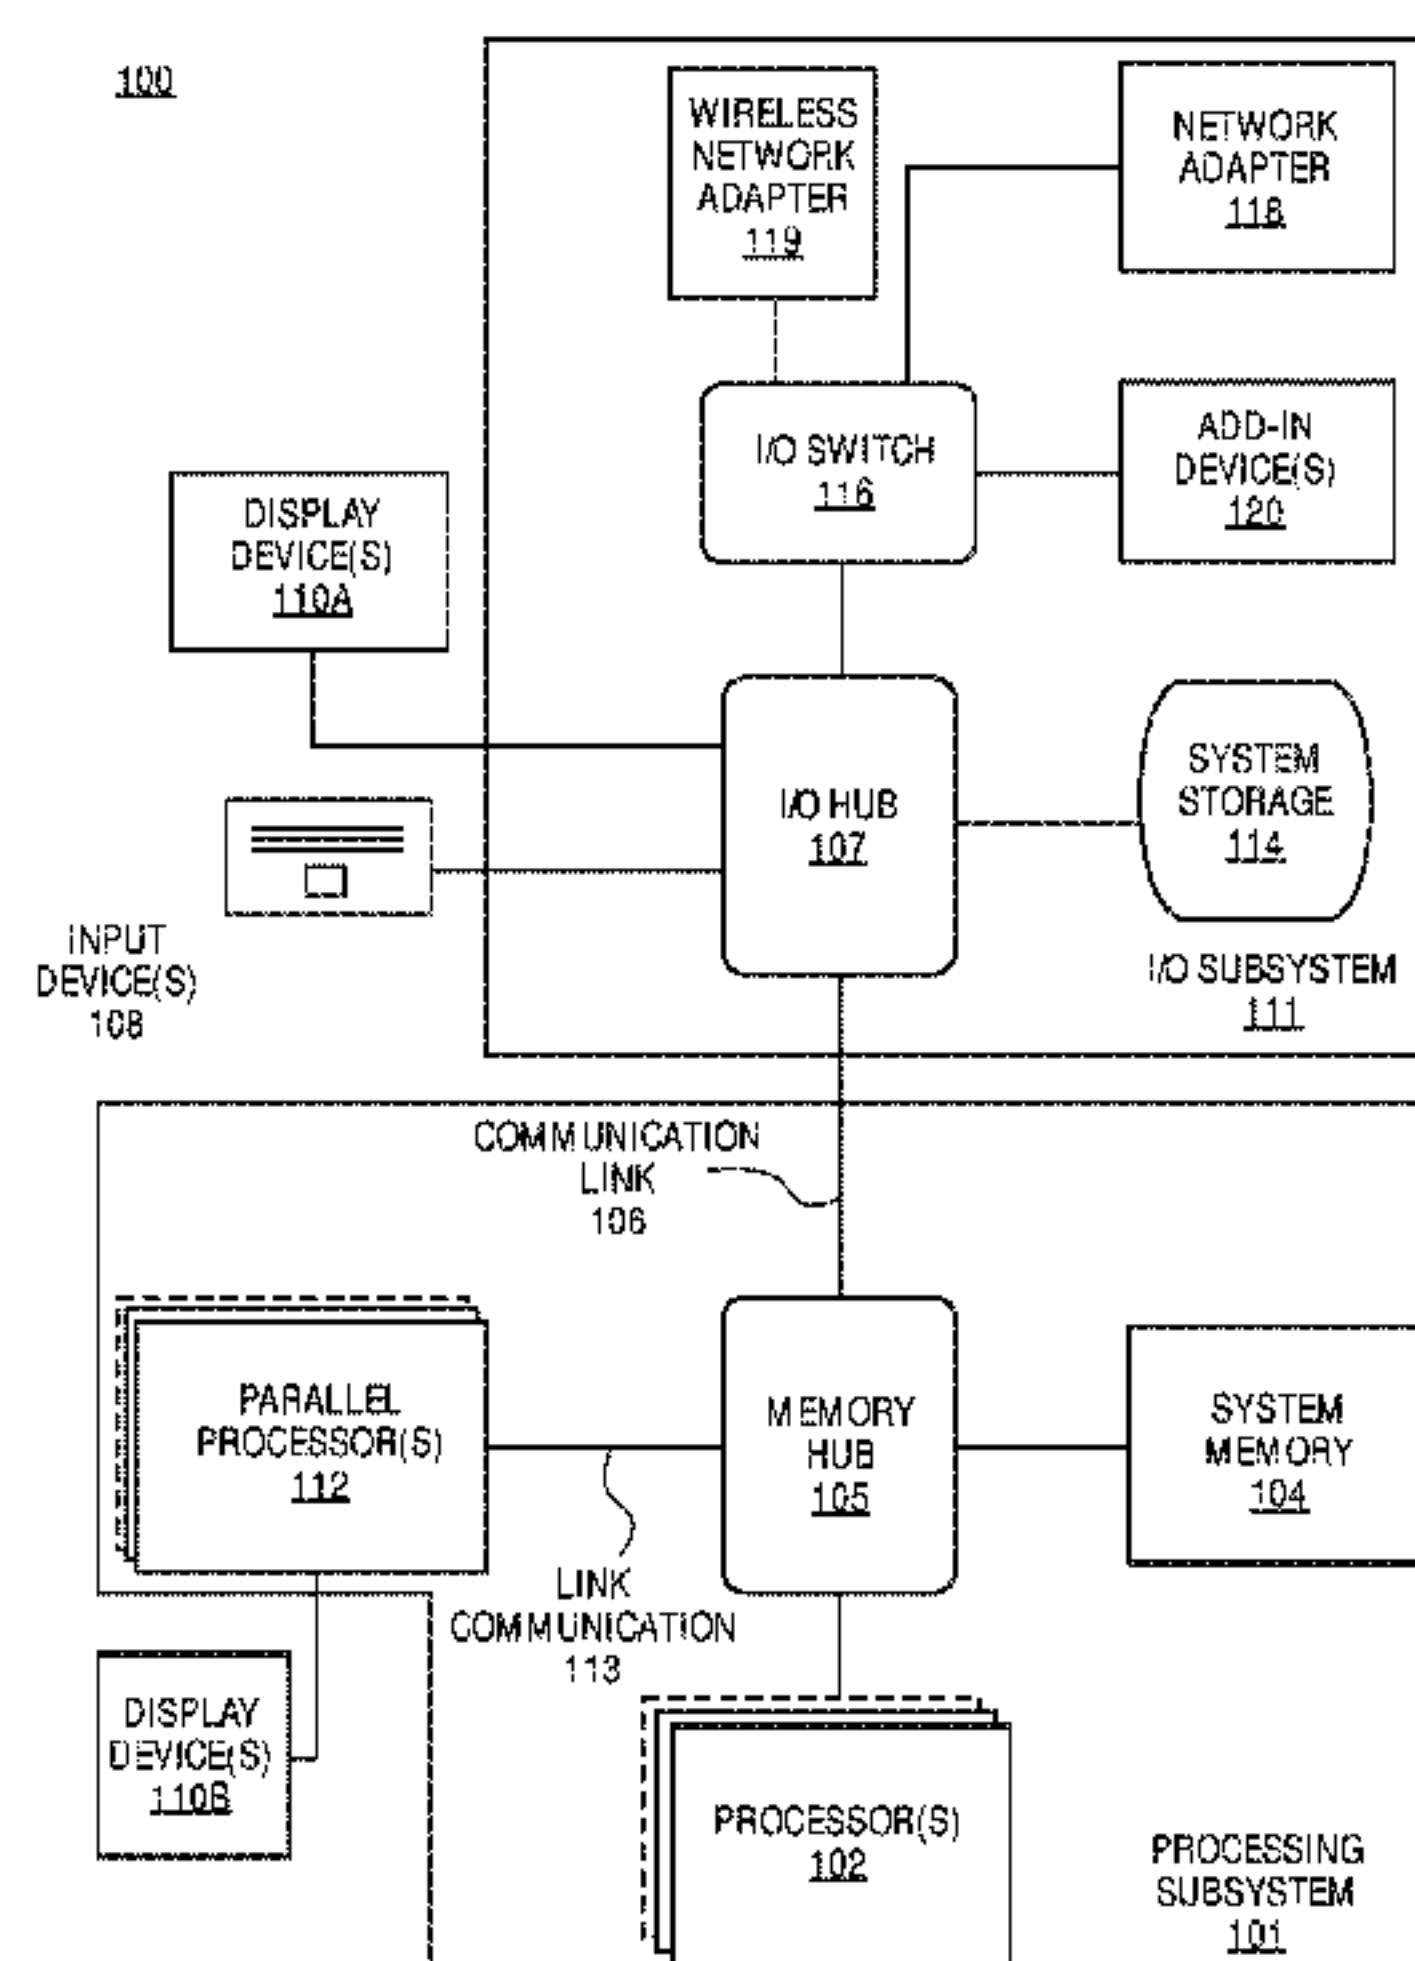 100
WIRELESS
NETWORK
ADAPTER
119
NETWORK
ADAPTER
118
I/O SWITCH
116
ADD-IN
DEVICE(S)
120
DISPLAY
DEVICE(S)
110A
I/O HUB
107
SYSTEM
STORAGE
114
INPUT
DEVICE(S)
108
I/O SUBSYSTEM
111
COMMUNICATION
LINK
106
PARALLEL
PROCESSOR(S)
112
MEMORY
HUB
105
SYSTEM
MEMORY
104
LINK
COMMUNICATION
113
DISPLAY
DEVICE(S)
110B
PROCESSOR(S)
102
PROCESSING
SUBSYSTEM
101